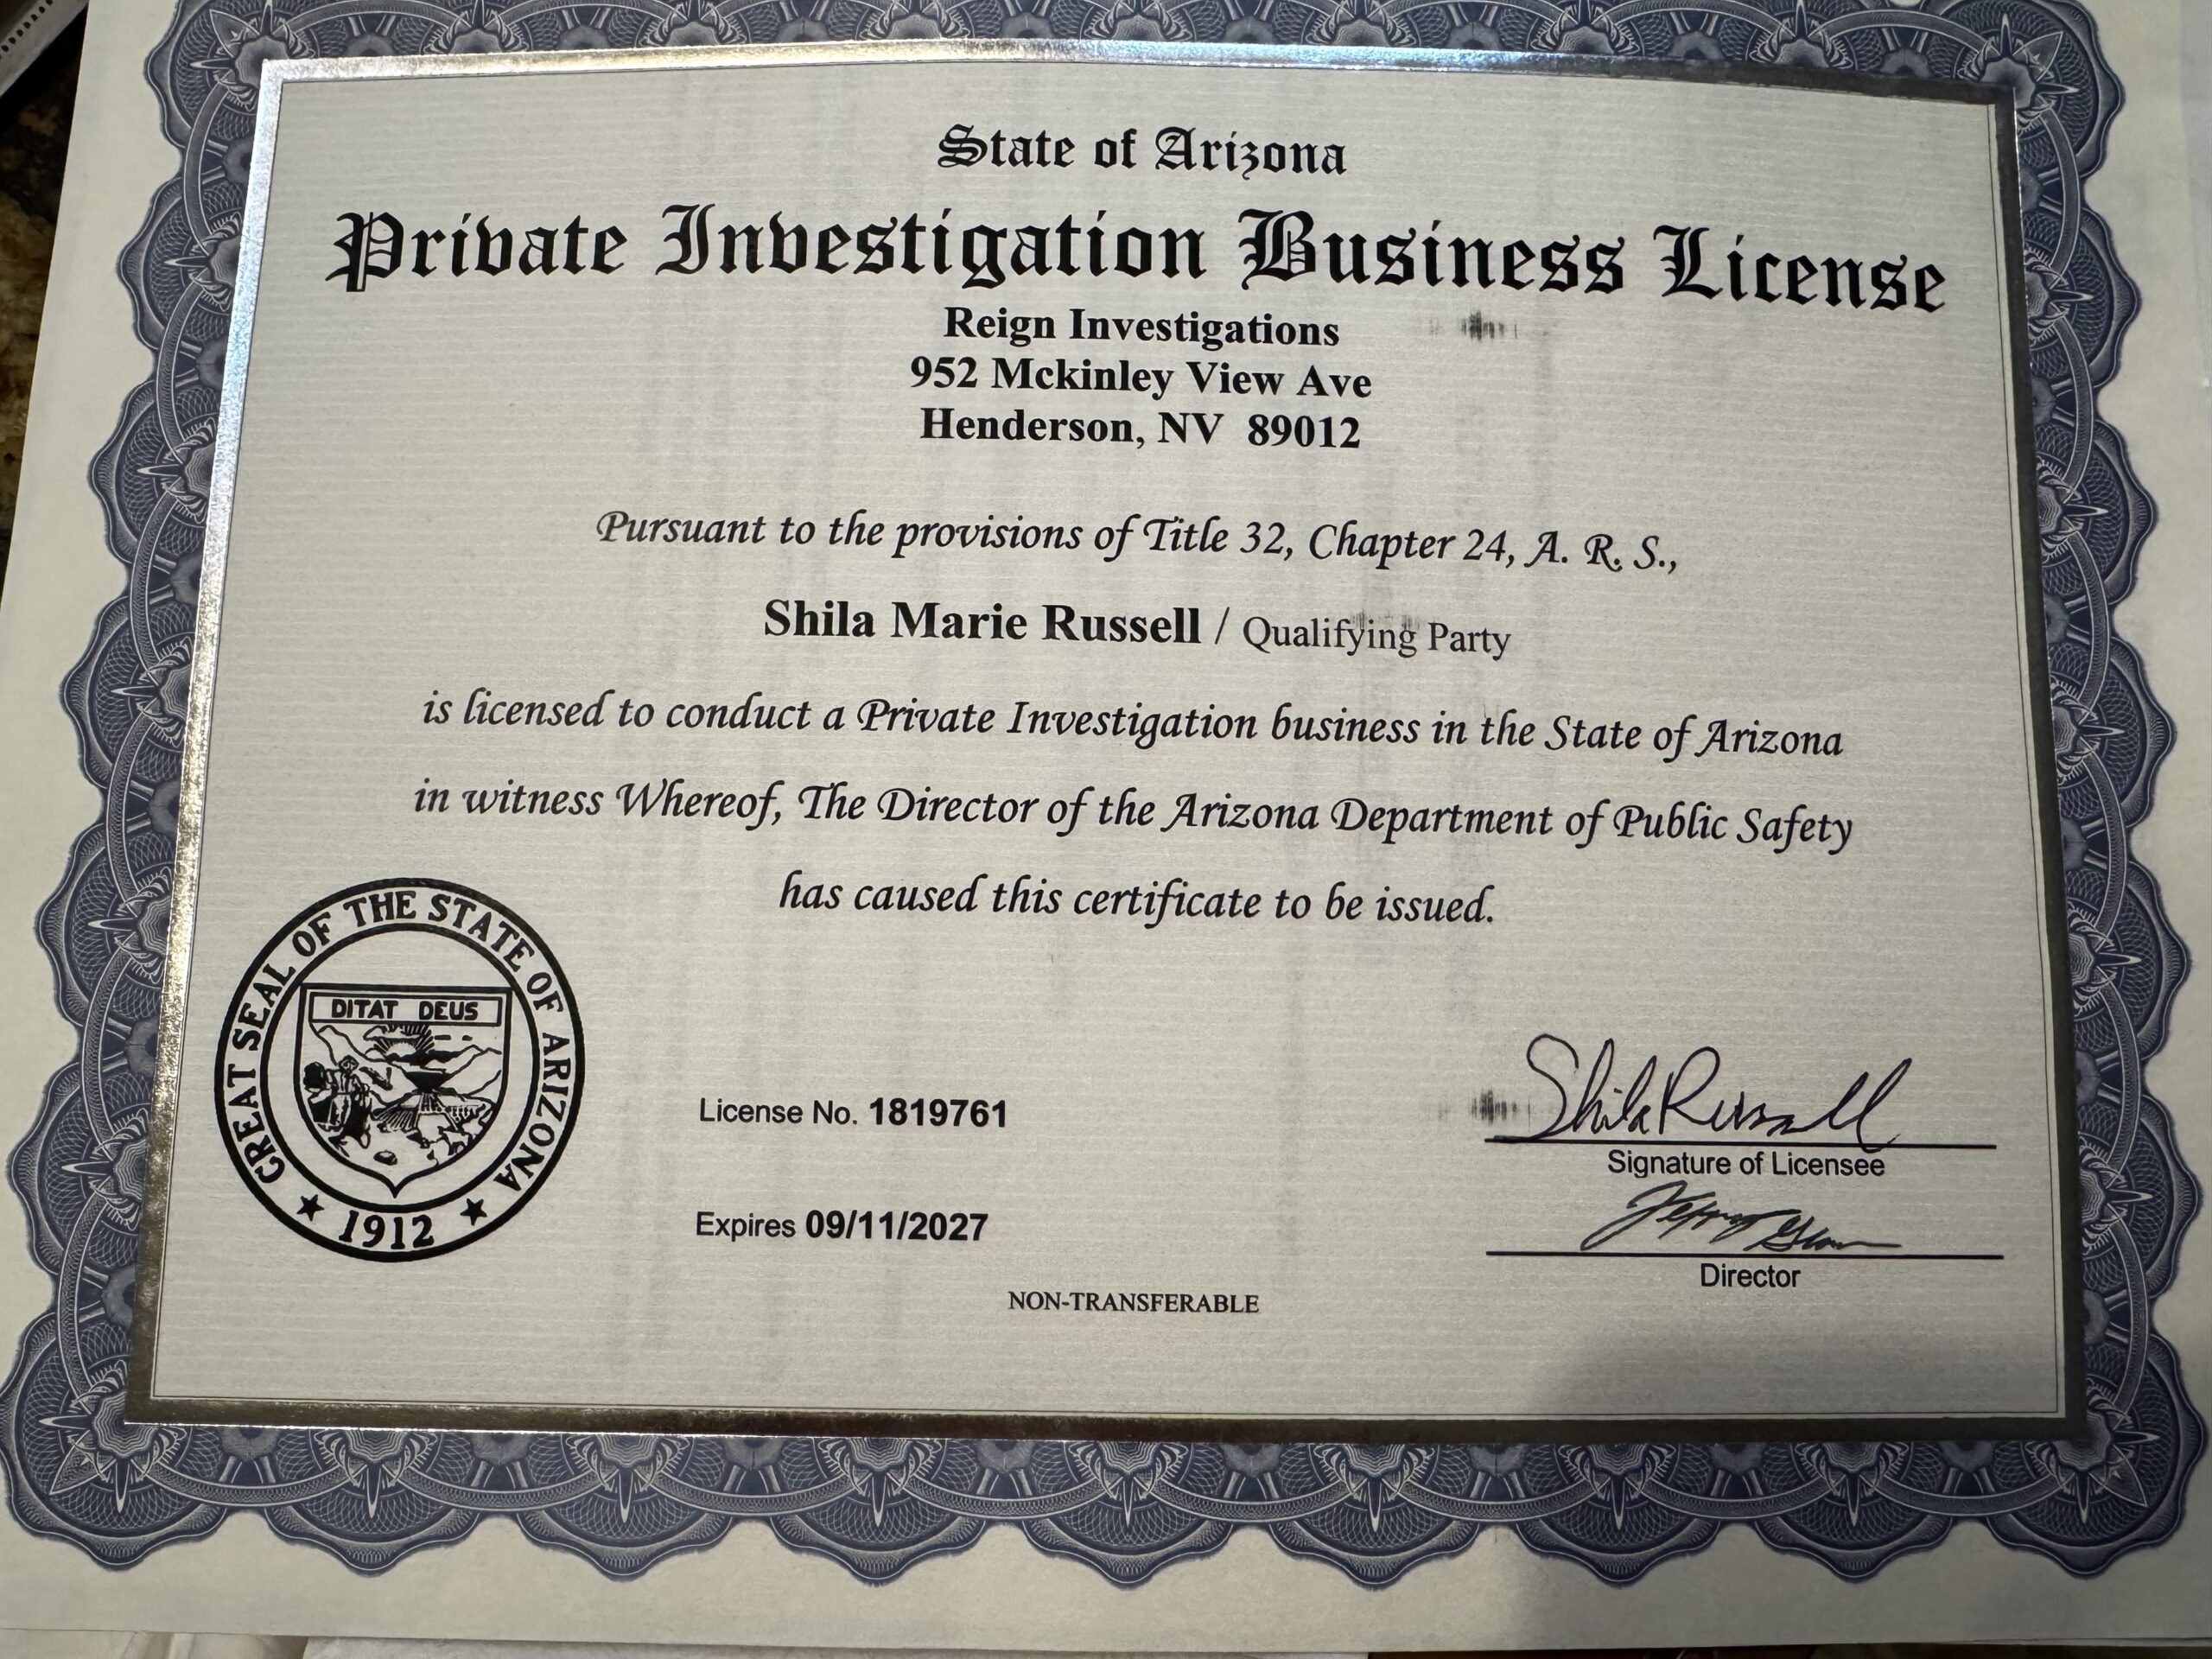 State of Arizona
Private Investigation Business License
Reign Investigations
952 Mckinley View Ave
Henderson, NV 89012
Pursuant to the provisions of Title 32, Chapter 24, A. R. S.,
Shila Marie Russell / Qualifying Party
is licensed to conduct a Private Investigation business in the State of Arizona
in witness Whereof, The Director of the Arizona Department of Public Safety
has caused this certificate to be issued.
GREAT SEAL OF THE STATE OF ARIZONA
DITAT DEUS
1912
License No. 1819761
Expires 09/11/2027
Shila Russell
Signature of Licensee
Director
NON-TRANSFERABLE